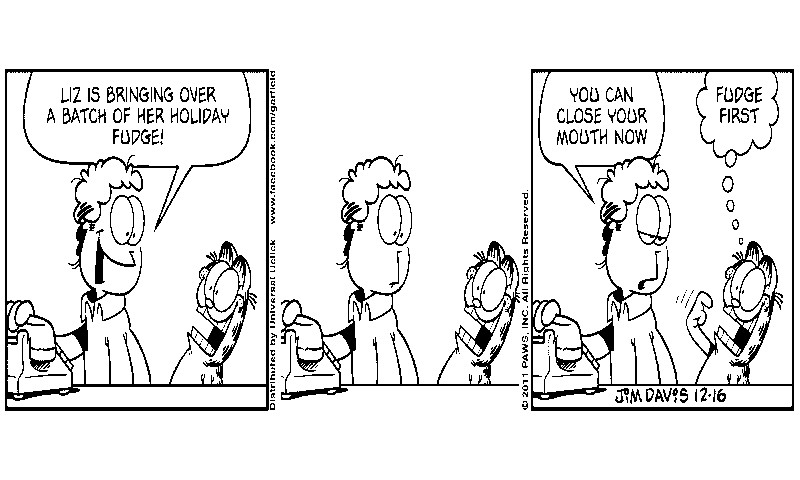 LIZ IS BRINGING OVER
A BATCH OF HER HOLIDAY
FUDGE!
Distributed by Universal Uclick www.facebook.com/garfield
© 2011 PAWS, INC. All Rights Reserved.
YOU CAN
CLOSE YOUR
MOUTH NOW
FUDGE
FIRST
JIM DAVIS 12·16